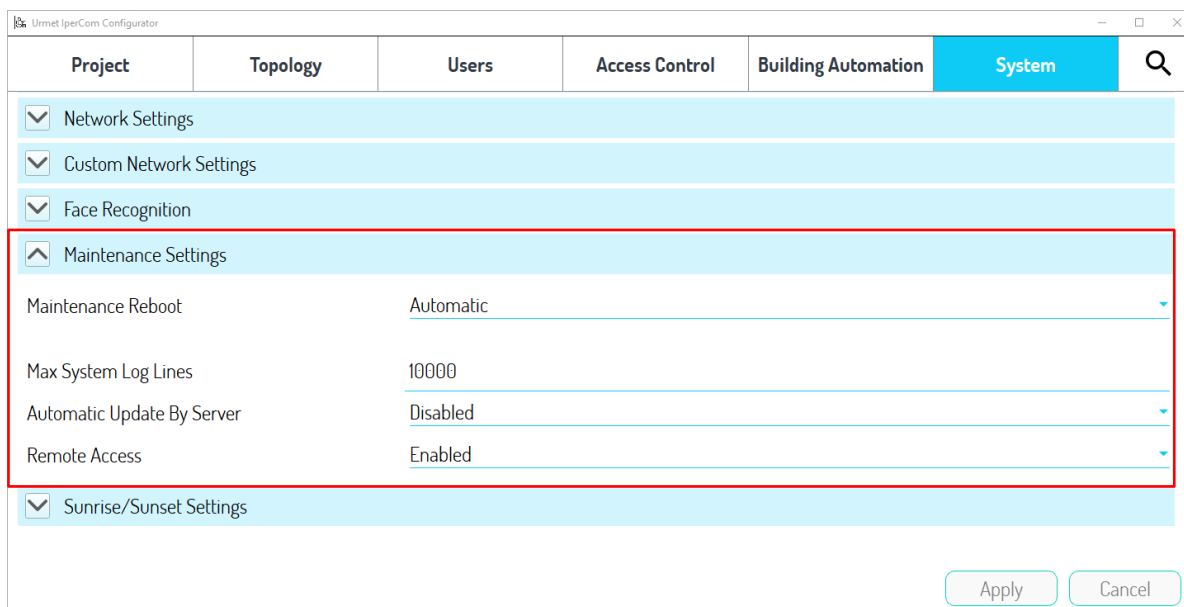 Urmet IperCom Configurator
Project Topology Users Access Control Building Automation System
Network Settings
Custom Network Settings
Face Recognition
Maintenance Settings
Maintenance Reboot Automatic
Max System Log Lines 10000
Automatic Update By Server Disabled
Remote Access Enabled
Sunrise/Sunset Settings
Apply Cancel